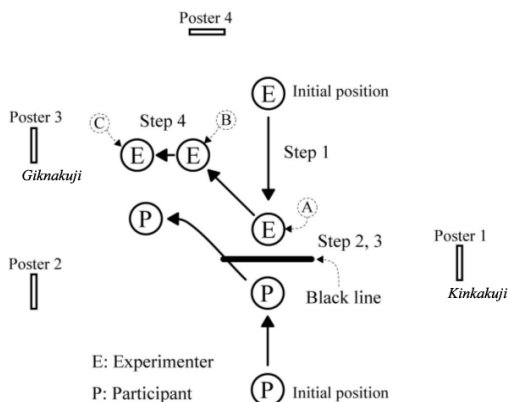 Poster 4
E Initial position
Poster 3
C
Step 4
B
Step 1
E E
Giknakuji
A
P
E
Step 2, 3
Poster 1
Poster 2
P
Black line
Kinkakuji
E: Experimenter
P: Participant
P Initial position